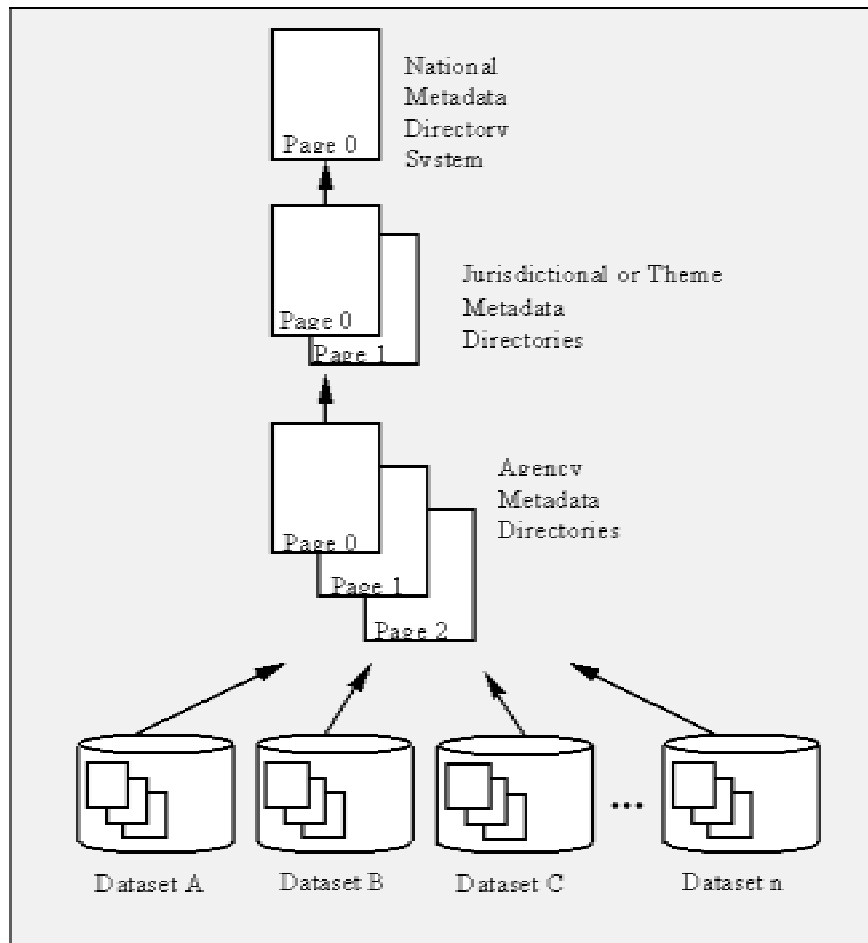 National
Metadata
Directory
System
Page 0
Page 0
Page 1
Jurisdictional or Theme
Metadata
Directories
Agency
Metadata
Directories
Page 0
Page 1
Page 2
...
Dataset A
Dataset B
Dataset C
Dataset n